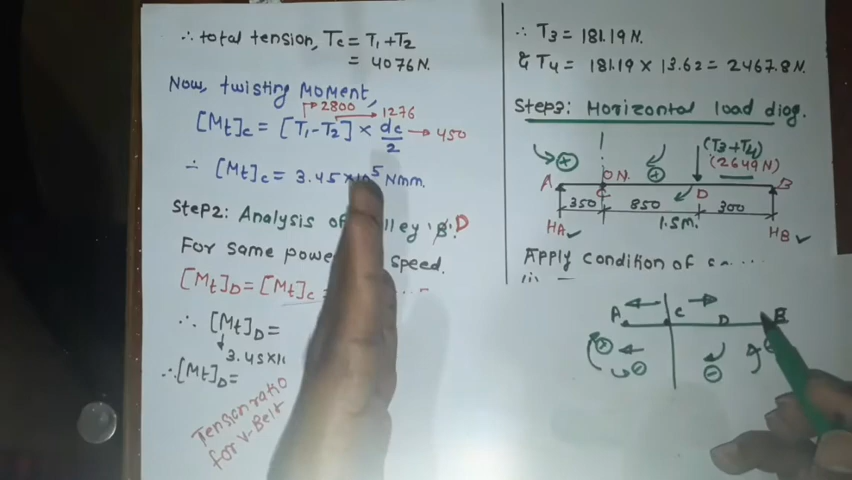 ∴ total tension, Tc = T1 + T2
= 4076 N.
Now, twisting Moment,
2800
1276
[Mt]c = [T1 - T2] × dc/2 → 450
∴ [Mt]c = 3.45×10^5 Nmm.
Step2: Analysis of D
For same power speed.
[Mt]D = [Mt]c
∴ [Mt]D =
3.45×10
∴ [Mt]D =
Tension ratio
for V-Belt
∴ T3 = 181.19 N.
& T4 = 181.19 × 13.62 = 2467.8 N.
Step3: Horizontal load diag.
(T3+T4)
(2649 N)
+ + 
A 0 N. C D B
350 850 300
1.5m.
HA ✓ HB ✓
Apply Condition of
A C D B
+ - -